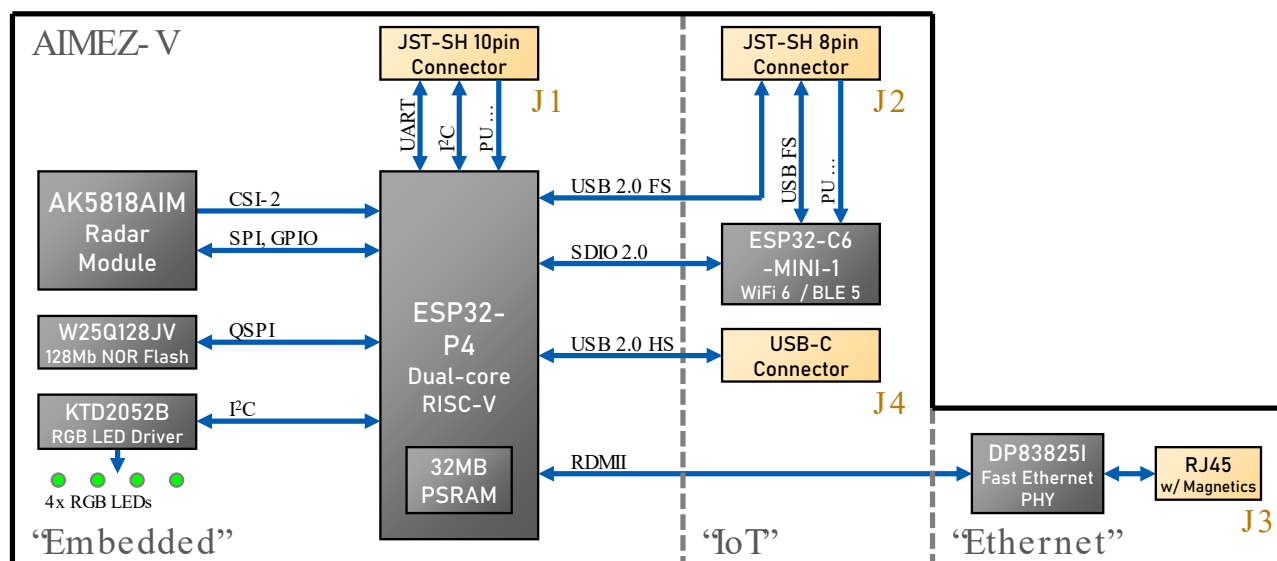 AIMEZ-V
JST-SH 10pin
Connector
J1
JST-SH 8pin
Connector
J2
UART
I²C
PU ...
USB FS
PU ...
AK5818AIM
Radar
Module
CSI-2
SPI, GPIO
USB 2.0 FS
ESP32-C6
-MINI-1
WiFi 6 / BLE 5
SDIO 2.0
W25Q128JV
128Mb NOR Flash
QSPI
ESP32-
P4
Dual-core
RISC-V
USB 2.0 HS
USB-C
Connector
J4
KTD2052B
RGB LED Driver
I²C
4x RGB LEDs
32MB
PSRAM
RDMII
DP83825I
Fast Ethernet
PHY
RJ45
w/ Magnetics
J3
“Embedded”
“IoT”
“Ethernet”